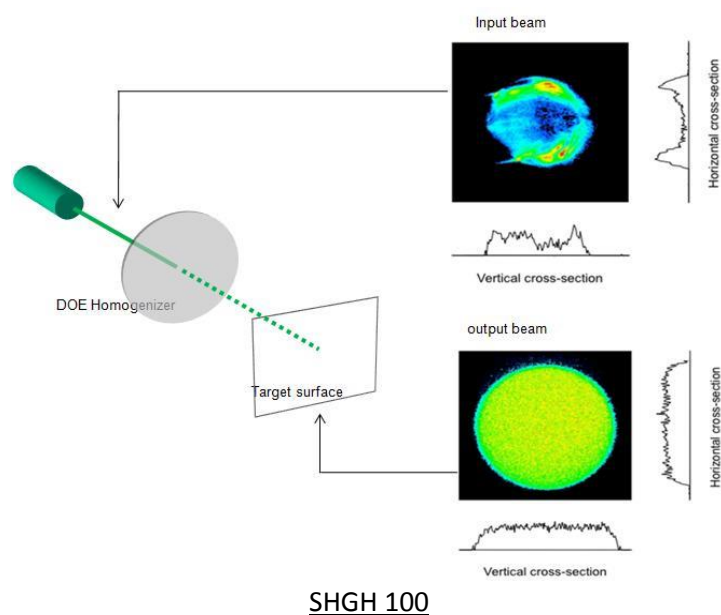 Input beam
Horizontal cross-section
Vertical cross-section
DOE Homogenizer
output beam
Target surface
Horizontal cross-section
Vertical cross-section
SHGH 100